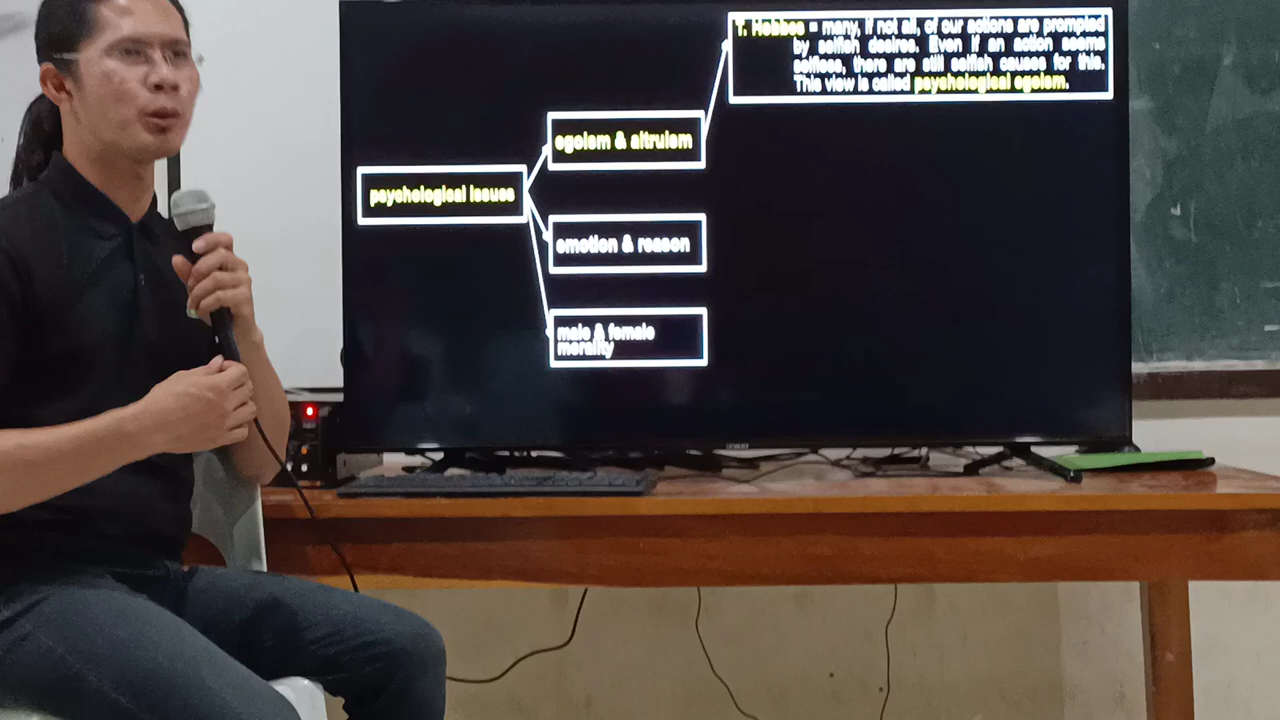 T. Hobbes = many, if not all, of our actions are prompted
by selfish desires. Even if an action seems
selfless, there are still selfish causes for this.
This view is called psychological egoism.
egoism & altruism
psychological issues
emotion & reason
male & female
morality